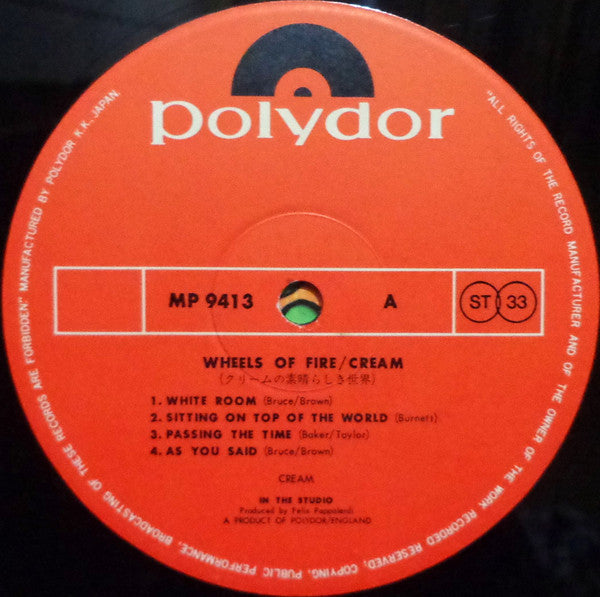 polydor
MP 9413 A ST 33
WHEELS OF FIRE/CREAM
(クリームの素晴らしき世界)
1. WHITE ROOM (Bruce/Brown)
2. SITTING ON TOP OF THE WORLD (Burnets)
3. PASSING THE TIME (Baker/Taylor)
4. AS YOU SAID (Bruce/Brown)
CREAM
IN THE STUDIO
Produced by Felix Pappalardi
A PRODUCT OF POLYDOR/ENGLAND
"ALL RIGHTS OF THE RECORD MANUFACTURER AND OF THE OWNER OF THE WORK RECORDED RESERVED, COPYING, PUBLIC PERFORMANCE, BROADCASTING OF THESE RECORDS ARE FORBIDDEN" MANUFACTURED BY POLYDOR K.K., JAPAN.